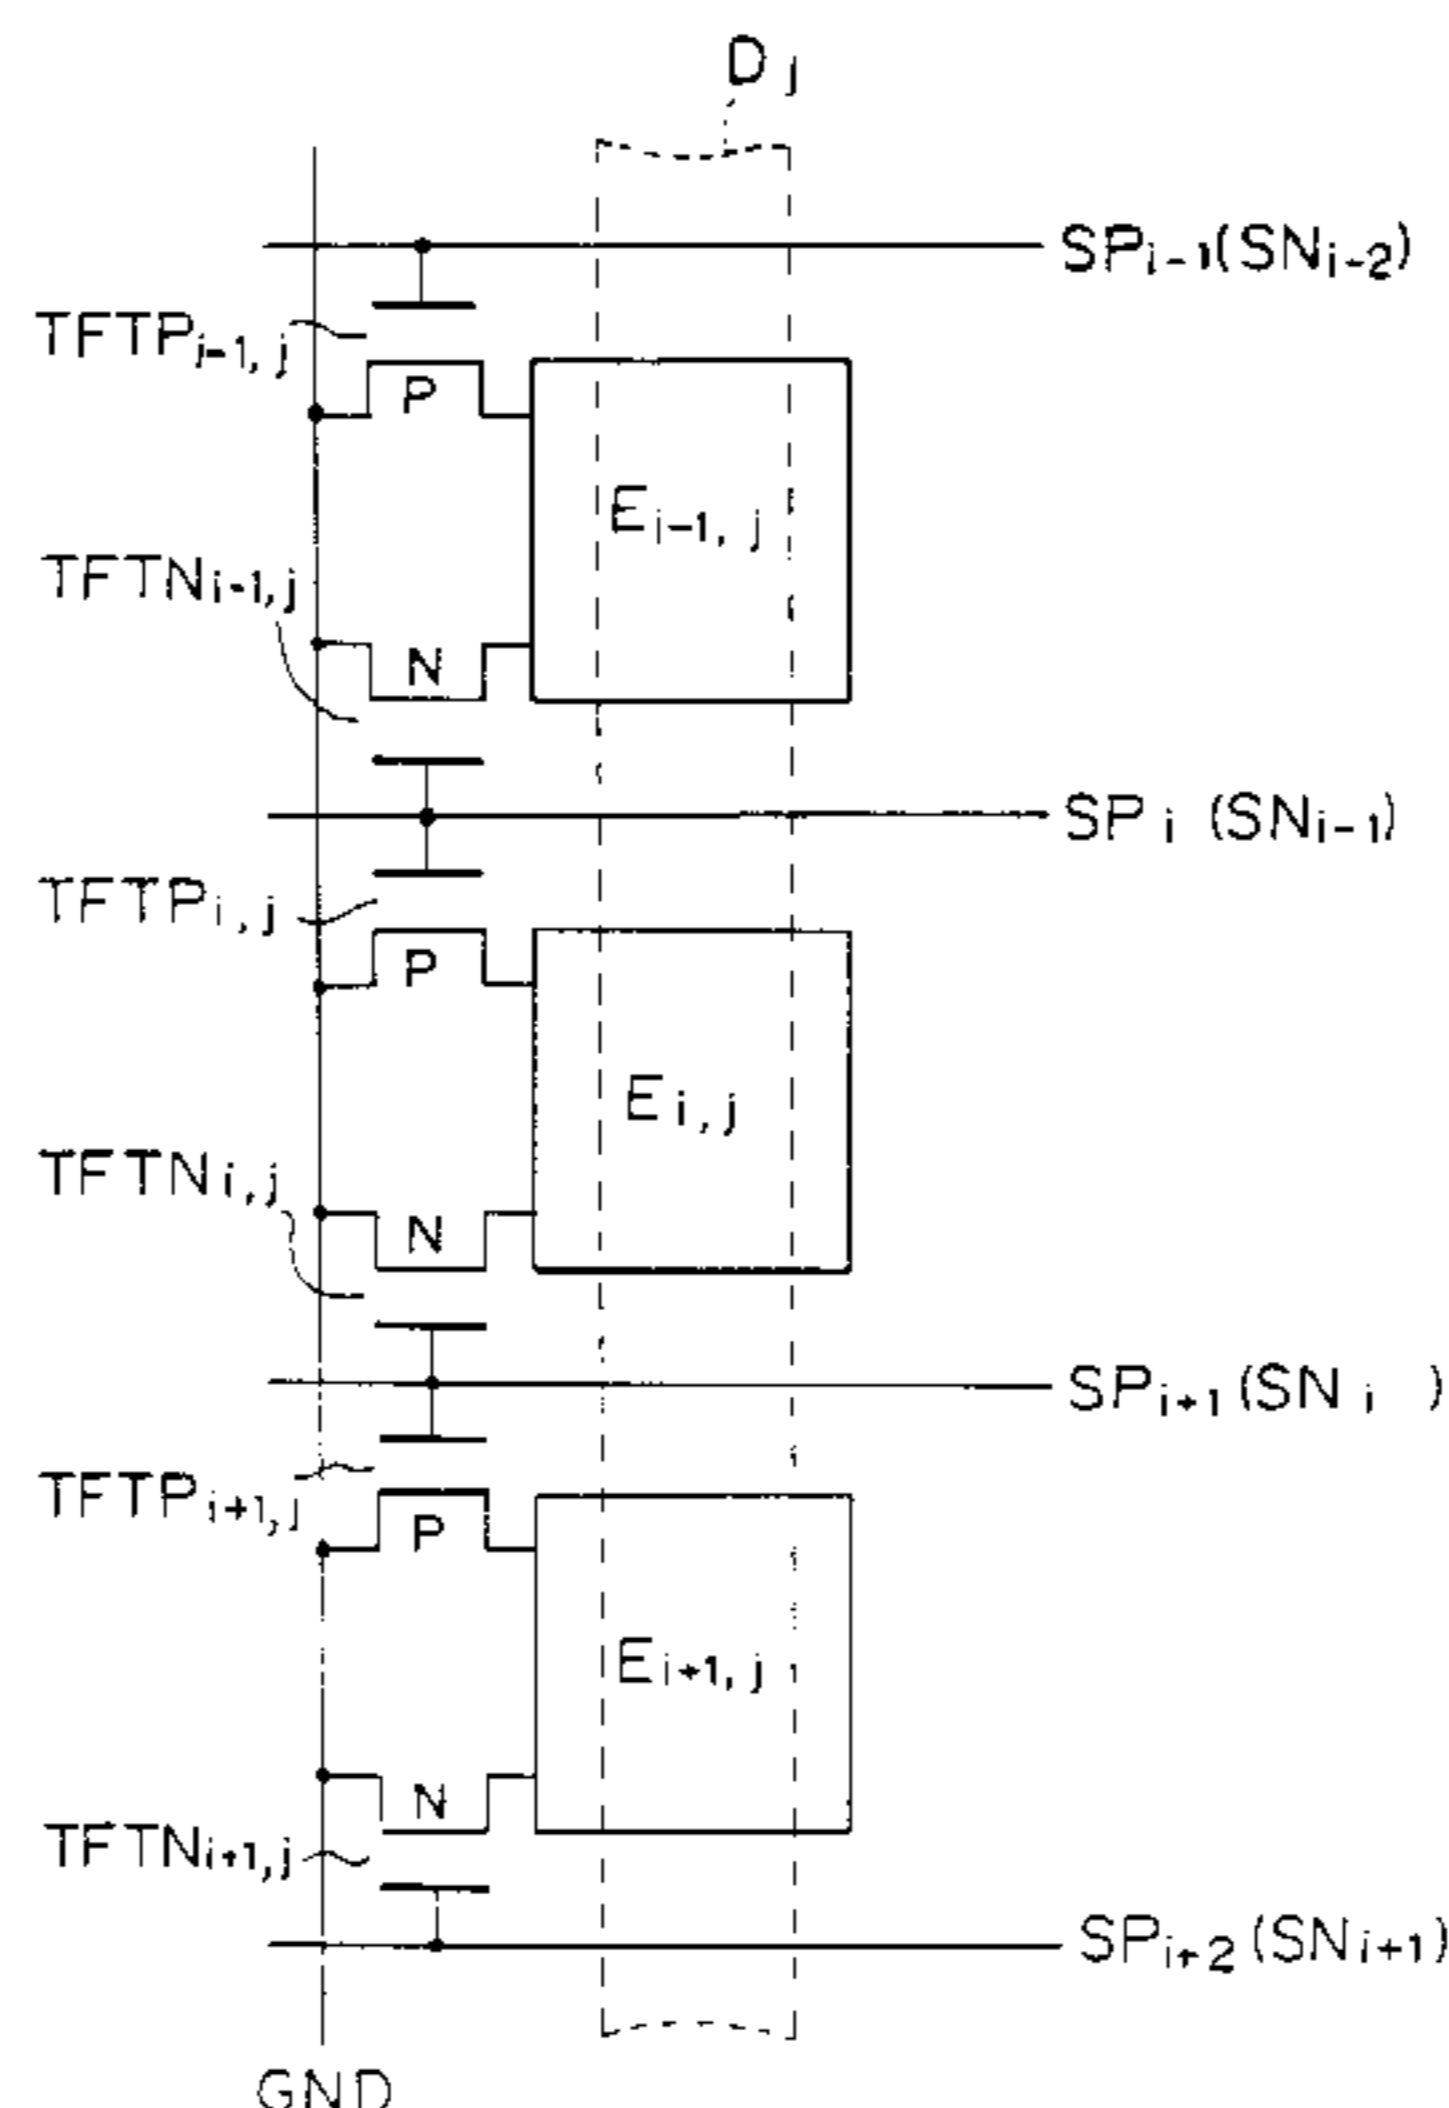 Dj
SPi-1(SNi-2)
TFTPi-1, j
P
Ei-1, j
TFTNi-1, j
N
SPi (SNi-1)
TFTPi, j
P
Ei, j
TFTNi, j
N
SPi+1 (SNi )
TFTPi+1, j
P
Ei+1, j
N
TFTNi+1, j
SPi+2 (SNi+1)
GND